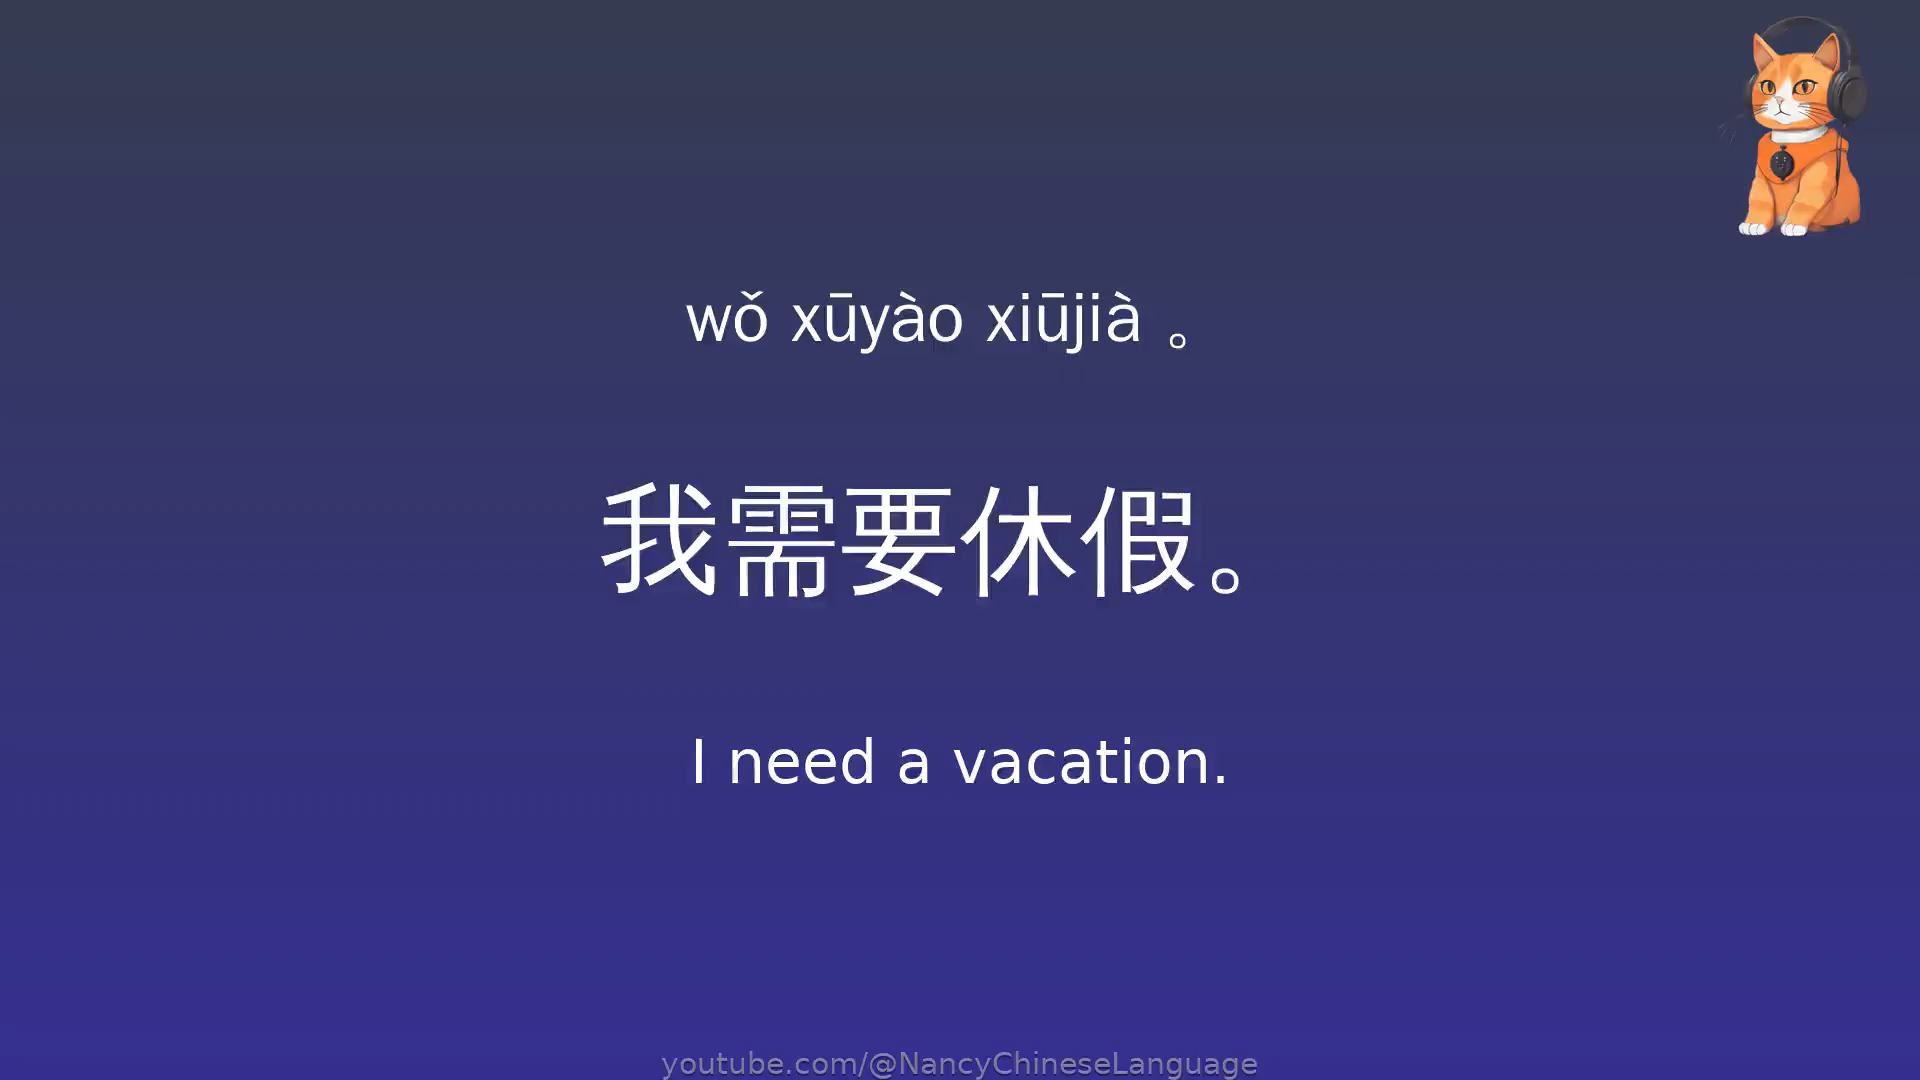 wǒ xūyào xiūjià 。
我需要休假。
I need a vacation.
youtube.com/@NancyChineseLanguage